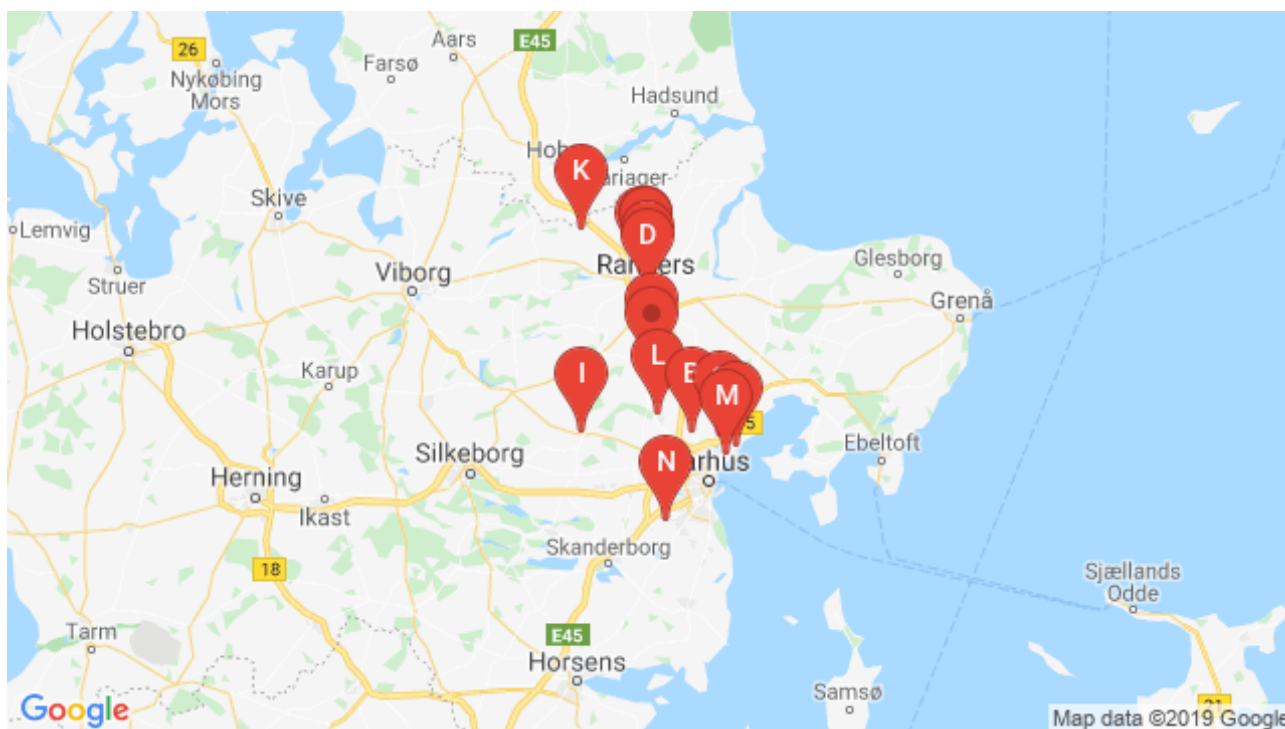 Aars
26
E45
Farsø
Nykøbing
Mors
Hadsund
K
Skive
Lemvig
D
Viborg
Struer
Glesborg
Grenå
Holstebro
L
Karup
I
M
Ebeltoft
Silkeborg
N
Herning
Ikast
Skanderborg
18
Sjællands
Odde
Tarm
E45
Horsens
Samsø
Google
Map data ©2019 Google